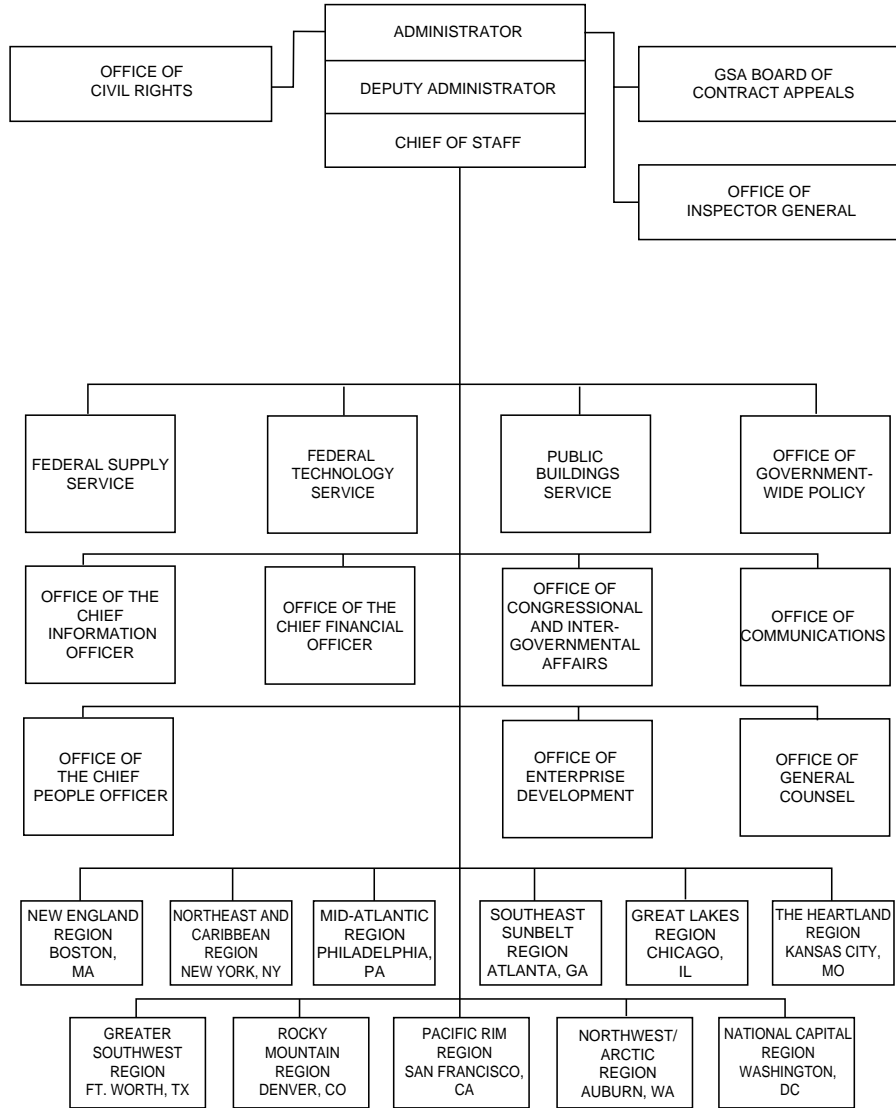 ADMINISTRATOR
OFFICE OF
CIVIL RIGHTS
DEPUTY ADMINISTRATOR
GSA BOARD OF
CONTRACT APPEALS
CHIEF OF STAFF
OFFICE OF
INSPECTOR GENERAL
FEDERAL SUPPLY
SERVICE
FEDERAL
TECHNOLOGY
SERVICE
PUBLIC
BUILDINGS
SERVICE
OFFICE OF
GOVERNMENT-
WIDE POLICY
OFFICE OF THE
CHIEF
INFORMATION
OFFICER
OFFICE OF THE
CHIEF FINANCIAL
OFFICER
OFFICE OF
CONGRESSIONAL
AND INTER-
GOVERNMENTAL
AFFAIRS
OFFICE OF
COMMUNICATIONS
OFFICE OF
THE CHIEF
PEOPLE OFFICER
OFFICE OF
ENTERPRISE
DEVELOPMENT
OFFICE OF
GENERAL
COUNSEL
NEW ENGLAND
REGION
BOSTON,
MA
NORTHEAST AND
CARIBBEAN
REGION
NEW YORK, NY
MID-ATLANTIC
REGION
PHILADELPHIA,
PA
SOUTHEAST
SUNBELT
REGION
ATLANTA, GA
GREAT LAKES
REGION
CHICAGO,
IL
THE HEARTLAND
REGION
KANSAS CITY,
MO
GREATER
SOUTHWEST
REGION
FT. WORTH, TX
ROCKY
MOUNTAIN
REGION
DENVER, CO
PACIFIC RIM
REGION
SAN FRANCISCO,
CA
NORTHWEST/
ARCTIC
REGION
AUBURN, WA
NATIONAL CAPITAL
REGION
WASHINGTON,
DC